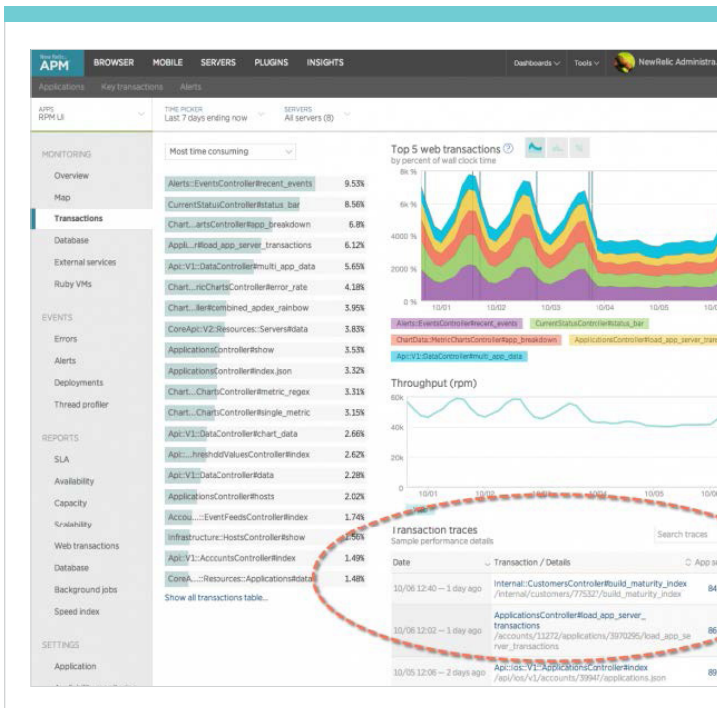 New Relic
APM
BROWSER MOBILE SERVERS PLUGINS INSIGHTS
Dashboards Tools NewRelic Administra
Applications Key transactions Alerts
APPS
RPM UI
TIME PICKER
Last 7 days ending now
SERVERS
All servers (8)
MONITORING
Overview
Map
Transactions
Database
External services
Ruby VMs
EVENTS
Errors
Alerts
Deployments
Thread profiler
REPORTS
SLA
Availability
Capacity
Scalability
Web transactions
Database
Background jobs
Speed index
SETTINGS
Application
Most time consuming
Alerts::EventsController#recent_events 9.53%
CurrentStatusController#status_bar 8.56%
Chart...artsController#app_breakdown 6.8%
Appli...r#load_app_server_transactions 6.12%
Api::V1::DataController#multi_app_data 5.65%
Chart...ricChartsController#error_rate 4.18%
Chart...ller#combined_apdex_rainbow 3.95%
CoreApi::V2::Resources::Servers#data 3.83%
ApplicationsController#show 3.53%
ApplicationsController#index.json 3.32%
Chart...ChartsController#metric_regex 3.31%
Chart...ChartsController#single_metric 3.15%
Api::V1::DataController#chart_data 2.66%
Api::...hresholdValuesController#index 2.62%
Api::V1::DataController#data 2.28%
ApplicationsController#hosts 2.02%
Accou...::EventFeedsController#index 1.74%
Infrastructure::HostsController#show 1.56%
Api::V1::AccountsController#index 1.49%
CoreA...::Resources::Applications#data 1.48%
Show all transactions table...
Top 5 web transactions
by percent of wall clock time
8k %
6k %
4000 %
2000 %
0 %
10/01 10/02 10/03 10/04 10/05
Alerts::EventsController#recent_events CurrentStatusController#status_bar
ChartData::MetricChartsController#app_breakdown ApplicationsController#load_app_server_tran
Api::V1::DataController#multi_app_data
Throughput (rpm)
60k
40k
20k
0
10/01 10/02 10/03 10/04 10/05 10/06
Transaction traces
Sample performance details
Search traces
Date Transaction / Details App se
10/06 12:40 — 1 day ago
Internal::CustomersController#build_maturity_index
/internal/customers/775327/build_maturity_index
84
10/06 12:02 — 1 day ago
ApplicationsController#load_app_server_
transactions
/accounts/11272/applications/3970295/load_app_se
rver_transactions
86
10/05 12:06 — 2 days ago
Api::Ios::V1::ApplicationsController#index
/api/ios/v1/accounts/39947/applications.json
89